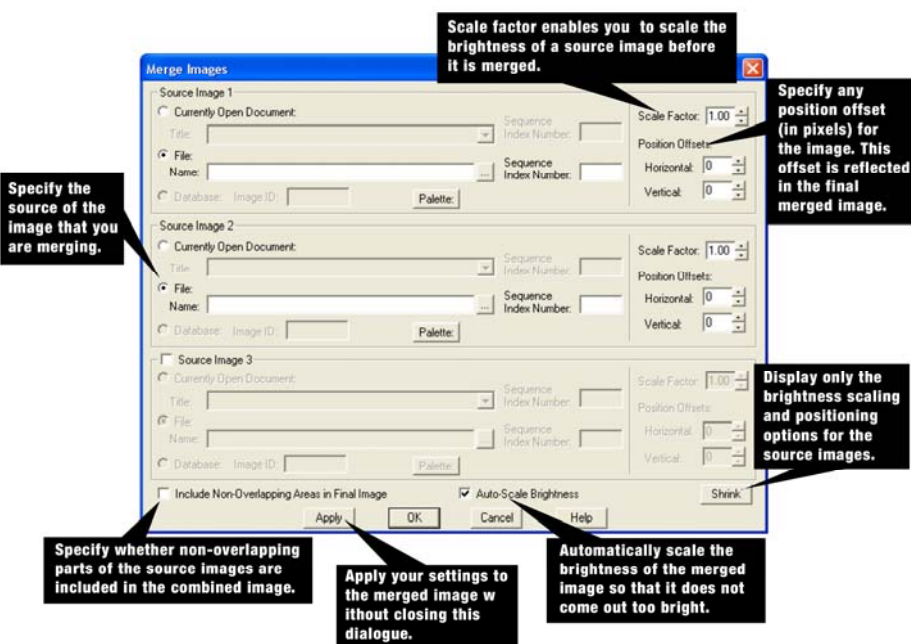 Scale factor enables you to scale the
brightness of a source image before
it is merged.
Merge Images
Source Image 1
Currently Open Document:
Title:
Sequence
Index Number:
File:
Name:
...
Sequence
Index Number:
Database: Image ID:
Palette:
Scale Factor: 1.00
Position Offsets:
Horizontal: 0
Vertical: 0
Specify any
position offset
(in pixels) for
the image. This
offset is reflected
in the final
merged image.
Specify the
source of the
image that you
are merging.
Source Image 2
Currently Open Document:
Title:
Sequence
Index Number:
File:
Name:
...
Sequence
Index Number:
Database: Image ID:
Palette:
Scale Factor: 1.00
Position Offsets:
Horizontal: 0
Vertical: 0
Source Image 3
Currently Open Document:
Title:
Sequence
Index Number:
File:
Name:
...
Sequence
Index Number:
Database: Image ID:
Palette:
Scale Factor: 1.00
Position Offsets:
Horizontal: 0
Vertical: 0
Display only the
brightness scaling
and positioning
options for the
source images.
Include Non-Overlapping Areas in Final Image
Auto-Scale Brightness
Shrink
Apply
OK
Cancel
Help
Specify whether non-overlapping
parts of the source images are
included in the combined image.
Apply your settings to
the merged image w
ithout closing this
dialogue.
Automatically scale the
brightness of the merged
image so that it does not
come out too bright.